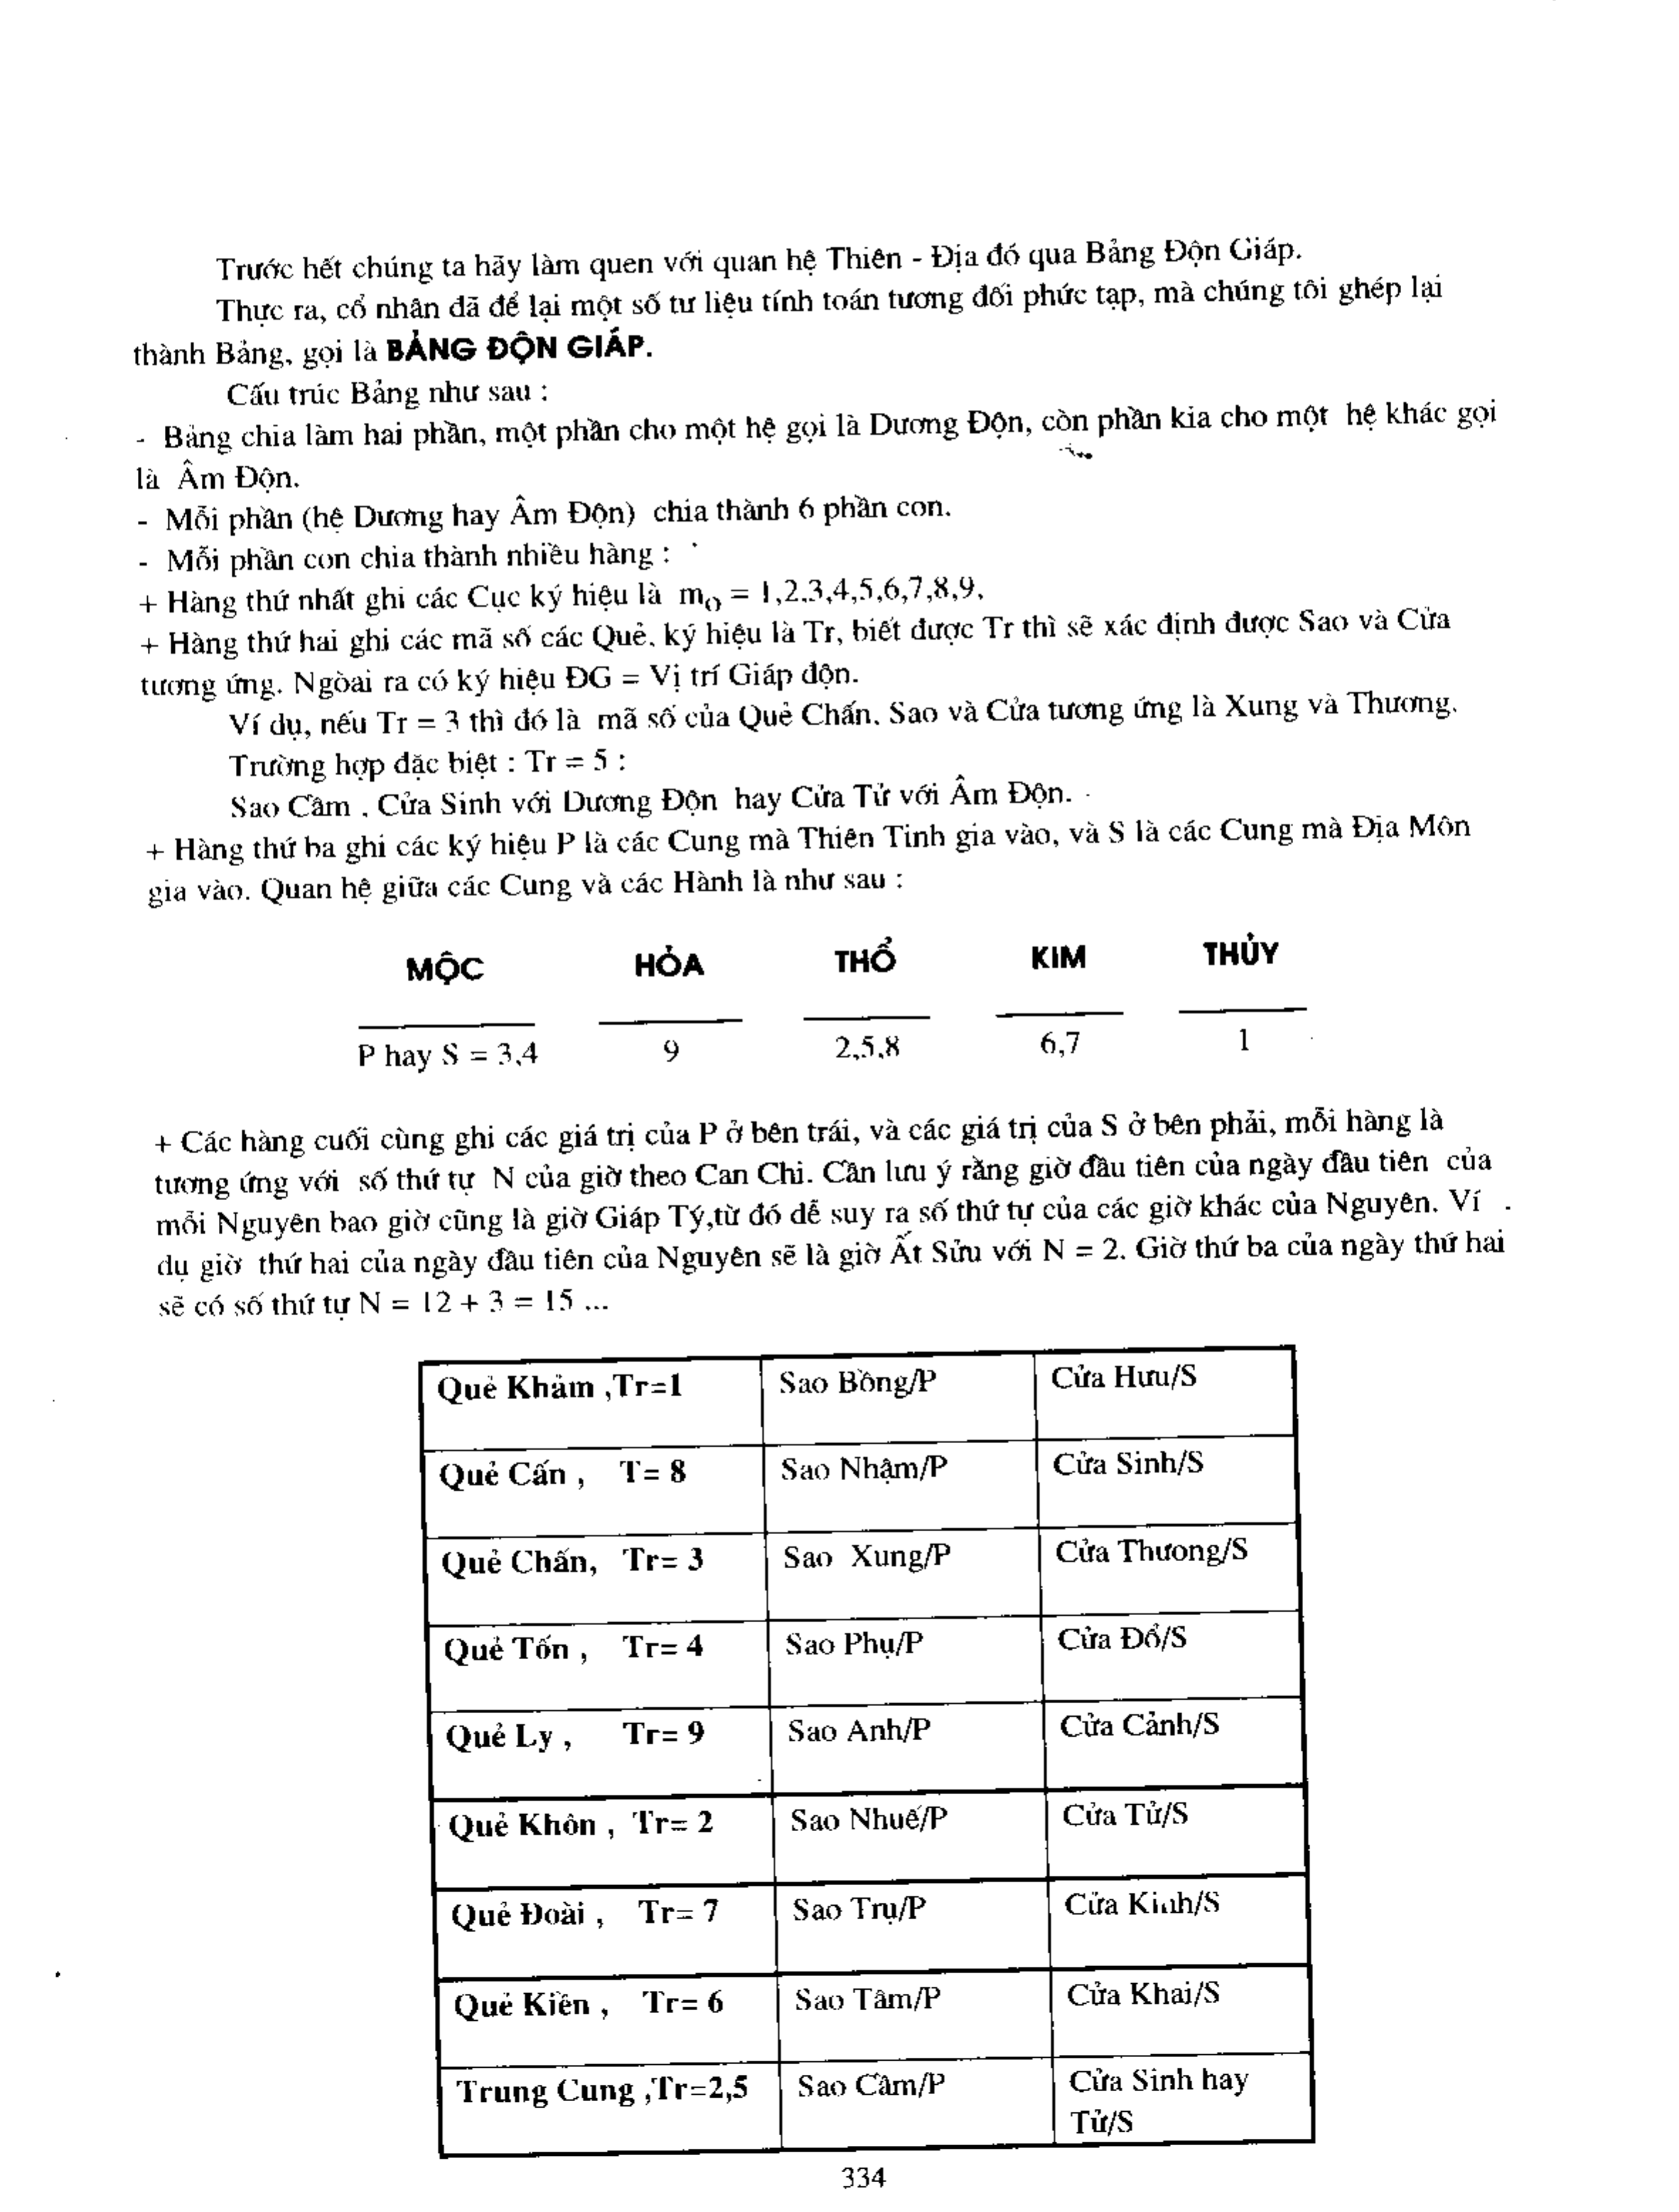 Trước hết chúng ta hãy làm quen với quan hệ Thiên - Địa đó qua Bảng Độn Giáp.
Thực ra, cổ nhân đã để lại một số tư liệu tính toán tương đối phức tạp, mà chúng tôi ghép lại
thành Bảng, gọi là BẢNG ĐỘN GIÁP.
Cấu trúc Bảng như sau :
- Bảng chia làm hai phần, một phần cho một hệ gọi là Dương Độn, còn phần kia cho một hệ khác gọi
là Âm Độn.
- Mỗi phần (hệ Dương hay Âm Độn) chia thành 6 phần con.
- Mỗi phần con chia thành nhiều hàng :
+ Hàng thứ nhất ghi các Cục ký hiệu là m₀ = 1,2,3,4,5,6,7,8,9,
+ Hàng thứ hai ghi các mã số các Quẻ, ký hiệu là Tr, biết được Tr thì sẽ xác định được Sao và Cửa
tương ứng. Ngòai ra có ký hiệu ĐG = Vị trí Giáp độn.
Ví dụ, nếu Tr = 3 thì đó là mã số của Quẻ Chấn, Sao và Cửa tương ứng là Xung và Thương.
Trường hợp đặc biệt : Tr = 5 :
Sao Cầm , Cửa Sinh với Dương Độn hay Cửa Tử với Âm Độn.
+ Hàng thứ ba ghi các ký hiệu P là các Cung mà Thiên Tinh gia vào, và S là các Cung mà Địa Môn
gia vào. Quan hệ giữa các Cung và các Hành là như sau :
MỘC HỎA THỔ KIM THỦY
P hay S = 3,4 9 2,5,8 6,7 1
+ Các hàng cuối cùng ghi các giá trị của P ở bên trái, và các giá trị của S ở bên phải, mỗi hàng là
tương ứng với số thứ tự N của giờ theo Can Chi. Cần lưu ý rằng giờ đầu tiên của ngày đầu tiên của
mỗi Nguyên bao giờ cũng là giờ Giáp Tý,từ đó dễ suy ra số thứ tự của các giờ khác của Nguyên. Ví
dụ giờ thứ hai của ngày đầu tiên của Nguyên sẽ là giờ Ất Sửu với N = 2. Giờ thứ ba của ngày thứ hai
sẽ có số thứ tự N = 12 + 3 = 15 ...
Quẻ Khảm ,Tr=1 Sao Bồng/P Cửa Hưu/S
Quẻ Cấn , T= 8 Sao Nhậm/P Cửa Sinh/S
Quẻ Chấn, Tr= 3 Sao Xung/P Cửa Thương/S
Quẻ Tốn , Tr= 4 Sao Phụ/P Cửa Đổ/S
Quẻ Ly , Tr= 9 Sao Anh/P Cửa Cảnh/S
Quẻ Khôn , Tr= 2 Sao Nhuế/P Cửa Tử/S
Quẻ Đoài , Tr= 7 Sao Trụ/P Cửa Kinh/S
Quẻ Kiền , Tr= 6 Sao Tâm/P Cửa Khai/S
Trung Cung ,Tr=2,5 Sao Cầm/P Cửa Sinh hay
Tử/S
334